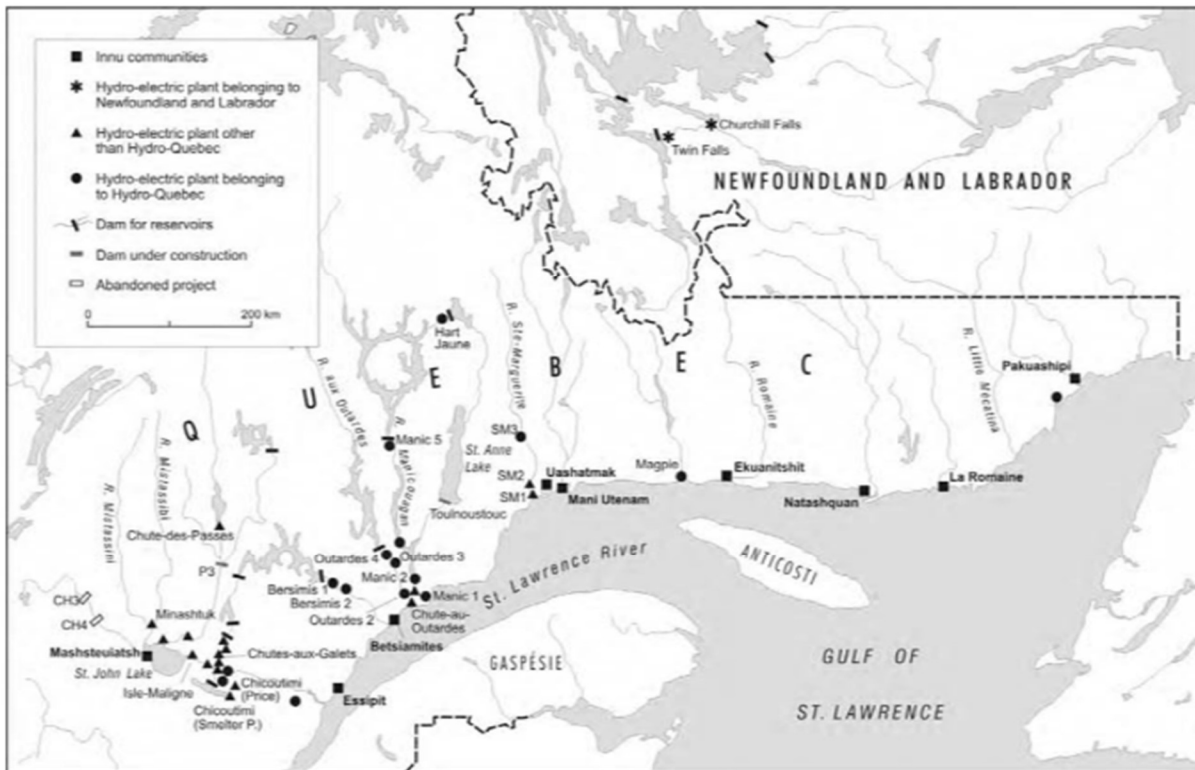 Innu communities
Hydro-electric plant belonging to
Newfoundland and Labrador
Hydro-electric plant other
than Hydro-Quebec
Hydro-electric plant belonging
to Hydro-Quebec
Dam for reservoirs
Dam under construction
Abandoned project
0
200 km
Churchill Falls
Twin Falls
NEWFOUNDLAND AND LABRADOR
Q U E B E C
Hart
Jaune
R. Ste-Marguerite
R. aux Outardes
R. Manicouagan
R. Romaine
R. Little Mécatina
Pakuashipi
R. Mistassibi
R. Mistassini
Manic 5
SM3
St. Anne
Lake
SM2
SM1
Uashatmak
Mani Utenam
Magpie
Ekuanitshit
Natashquan
La Romaine
Toulnoustouc
Chute-des-Passes
P3
Outardes 4
Outardes 3
Manic 2
Bersimis 1
Bersimis 2
Manic 1
Outardes 2
Chute-au-
Outardes
St. Lawrence River
ANTICOSTI
CH3
CH4
Minashtuk
Mashsteuiatsh
St. John Lake
Chutes-aux-Galets
Betsiamites
GASPÉSIE
GULF OF
ST. LAWRENCE
Isle-Maligne
Chicoutimi
(Price)
Chicoutimi
(Smelter P.)
Essipit